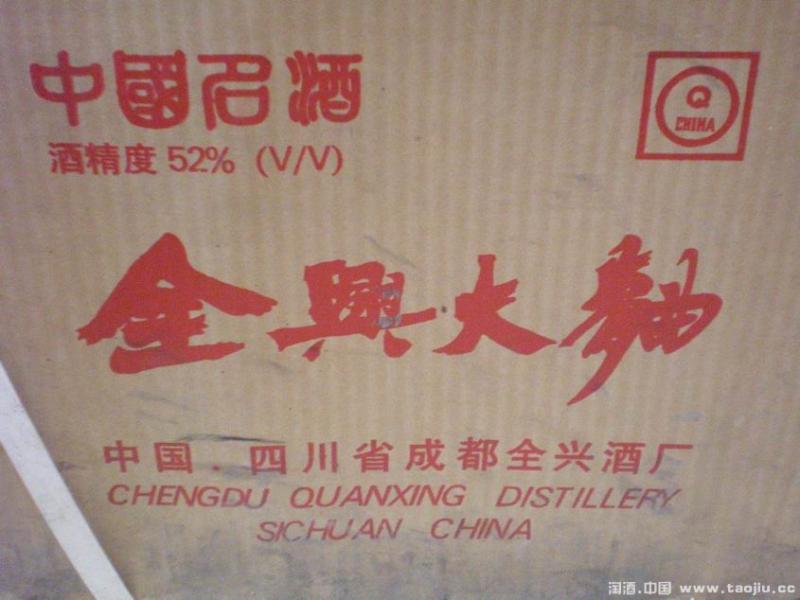 中國名酒
酒精度 52% (V/V)
Q
CHINA
全興大麯
中国．四川省成都全兴酒厂
CHENGDU QUANXING DISTILLERY
SICHUAN CHINA
淘酒.中国 www.taojiu.cc